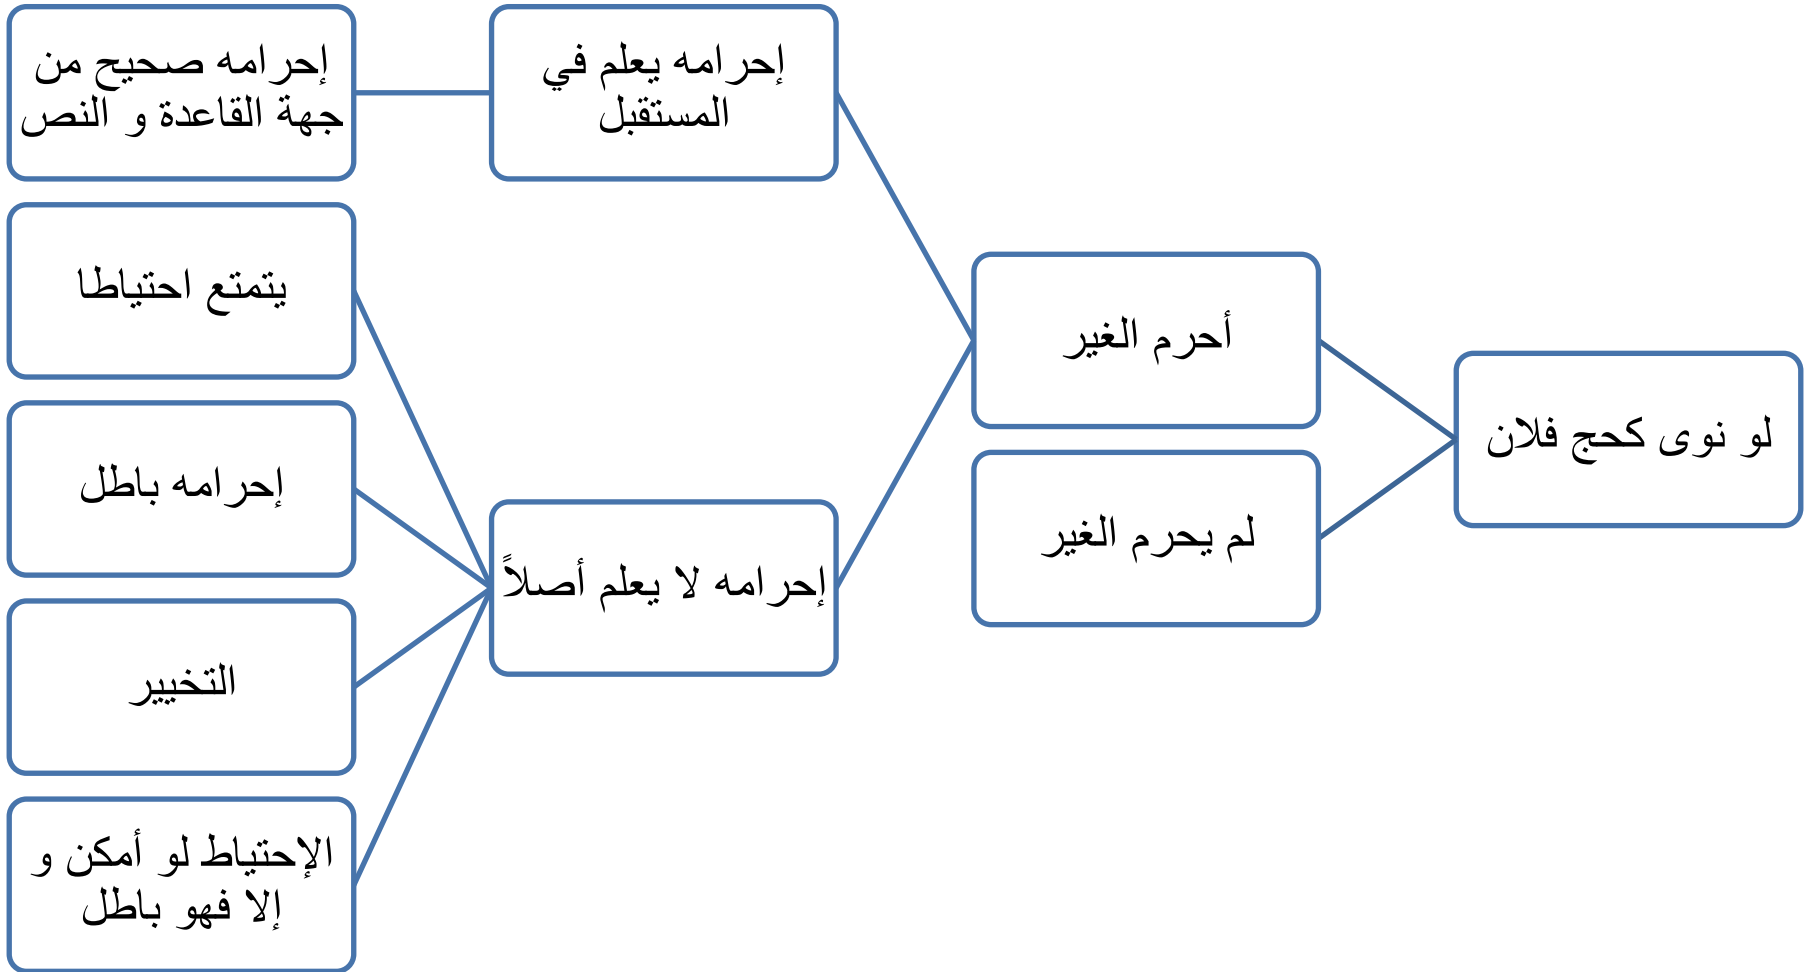 لو نوى كحج فلان
أحرم الغير
إحرامه يعلم في
المستقبل
إحرامه صحيح من
جهة القاعدة و النص
إحرامه لا يعلم أصلاً
يتمتع احتياطا
إحرامه باطل
التخيير
الإحتياط لو أمكن و
إلا فهو باطل
لم يحرم الغير